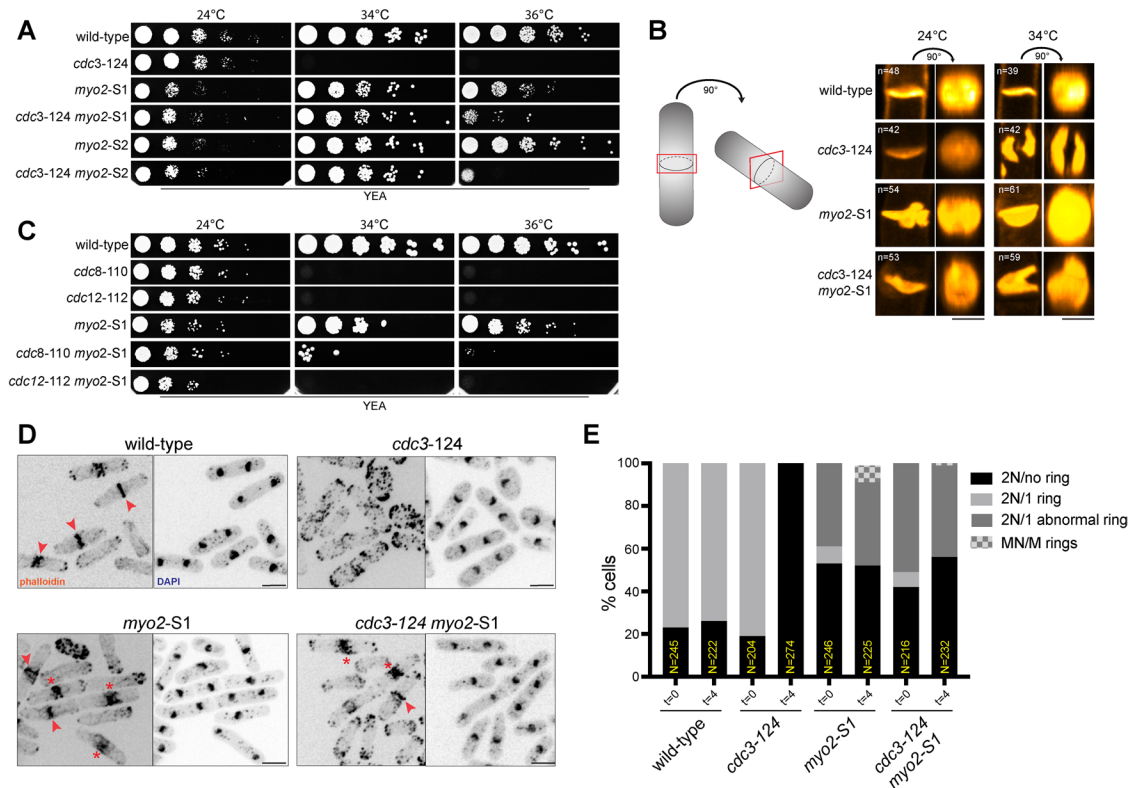 A
24°C 34°C 36°C
wild-type
cdc3-124
myo2-S1
cdc3-124 myo2-S1
myo2-S2
cdc3-124 myo2-S2
YEA
B
90°
24°C 34°C
90° 90°
wild-type n=48 n=39
cdc3-124 n=42 n=42
myo2-S1 n=54 n=61
cdc3-124
myo2-S1
n=53 n=59
C
24°C 34°C 36°C
wild-type
cdc8-110
cdc12-112
myo2-S1
cdc8-110 myo2-S1
cdc12-112 myo2-S1
YEA
D
wild-type cdc3-124
phalloidin DAPI
myo2-S1 cdc3-124 myo2-S1
* * * * * *
E
% cells
100
80
60
40
20
0
N=245 N=222 N=204 N=274 N=246 N=225 N=216 N=232
t=0 t=4 t=0 t=4 t=0 t=4 t=0 t=4
wild-type cdc3-124 myo2-S1 cdc3-124
myo2-S1
2N/no ring
2N/1 ring
2N/1 abnormal ring
MN/M rings